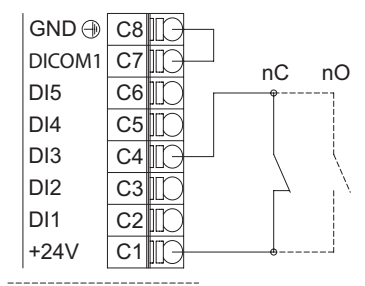 GND C8
DICOM1 C7
nC nO
DI5 C6
DI4 C5
DI3 C4
DI2 C3
DI1 C2
+24V C1